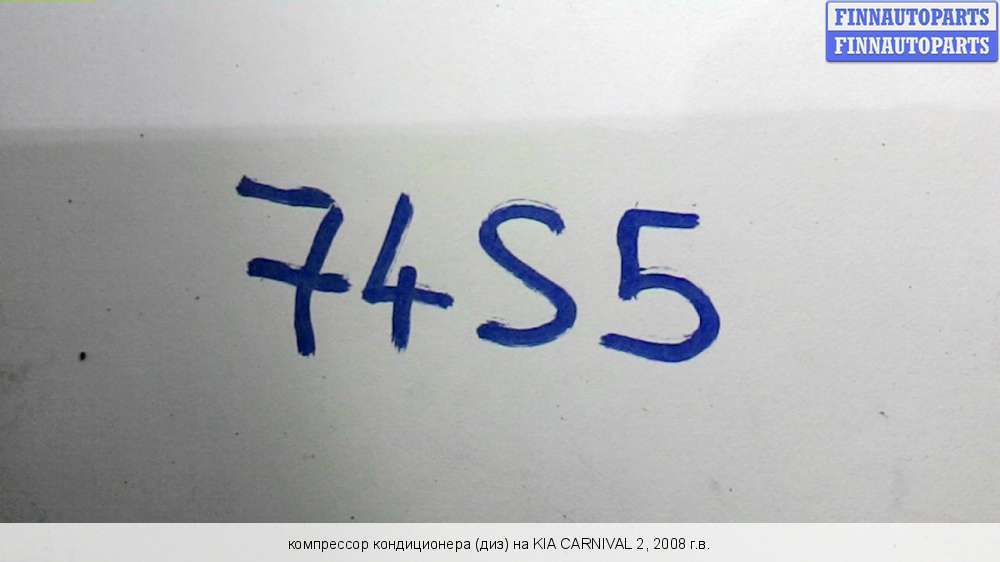 FINNAUTOPARTS
FINNAUTOPARTS
74S5
компрессор кондиционера (диз) на KIA CARNIVAL 2, 2008 г.в.